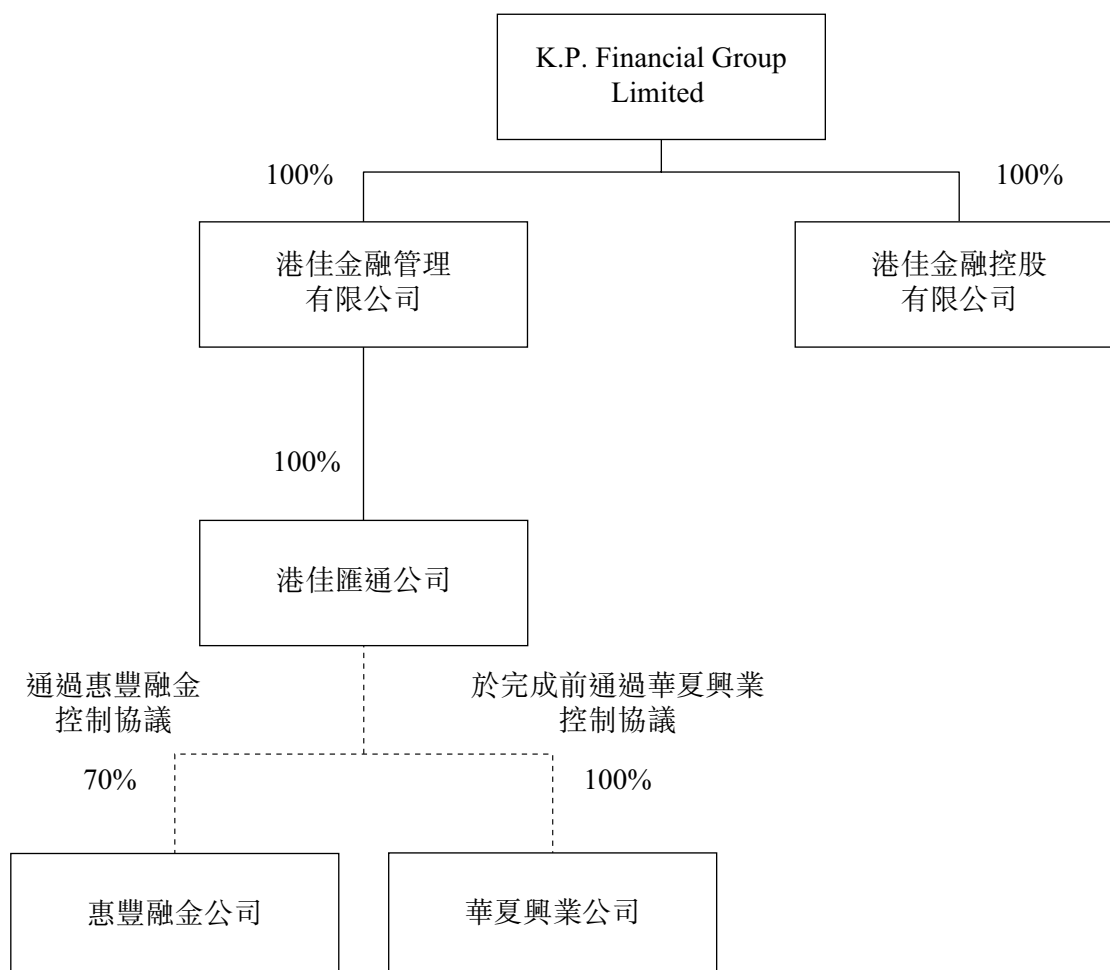 K.P. Financial Group
Limited
100%
100%
港佳金融管理
有限公司
港佳金融控股
有限公司
100%
港佳匯通公司
通過惠豐融金
控制協議
於完成前通過華夏興業
控制協議
70%
100%
惠豐融金公司
華夏興業公司